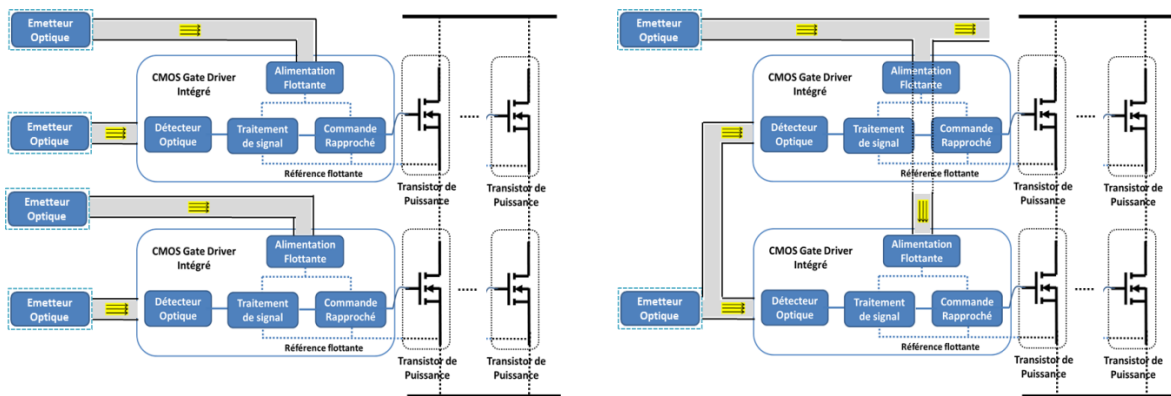 Emetteur
Optique
Alimentation
Flottante
CMOS Gate Driver
Intégré
Emetteur
Optique
Détecteur
Optique
Traitement
de signal
Commande
Rapproché
Référence flottante
Transistor de
Puissance
Transistor de
Puissance
Emetteur
Optique
CMOS Gate Driver
Intégré
Alimentation
Flottante
Emetteur
Optique
Détecteur
Optique
Traitement
de signal
Commande
Rapproché
Référence flottante
Transistor de
Puissance
Transistor de
Puissance
Emetteur
Optique
CMOS Gate Driver
Intégré
Alimentation
Flottante
Détecteur
Optique
Traitement
de signal
Commande
Rapproché
Référence flottante
Transistor de
Puissance
Transistor de
Puissance
CMOS Gate Driver
Intégré
Alimentation
Flottante
Emetteur
Optique
Détecteur
Optique
Traitement
de signal
Commande
Rapproché
Référence flottante
Transistor de
Puissance
Transistor de
Puissance